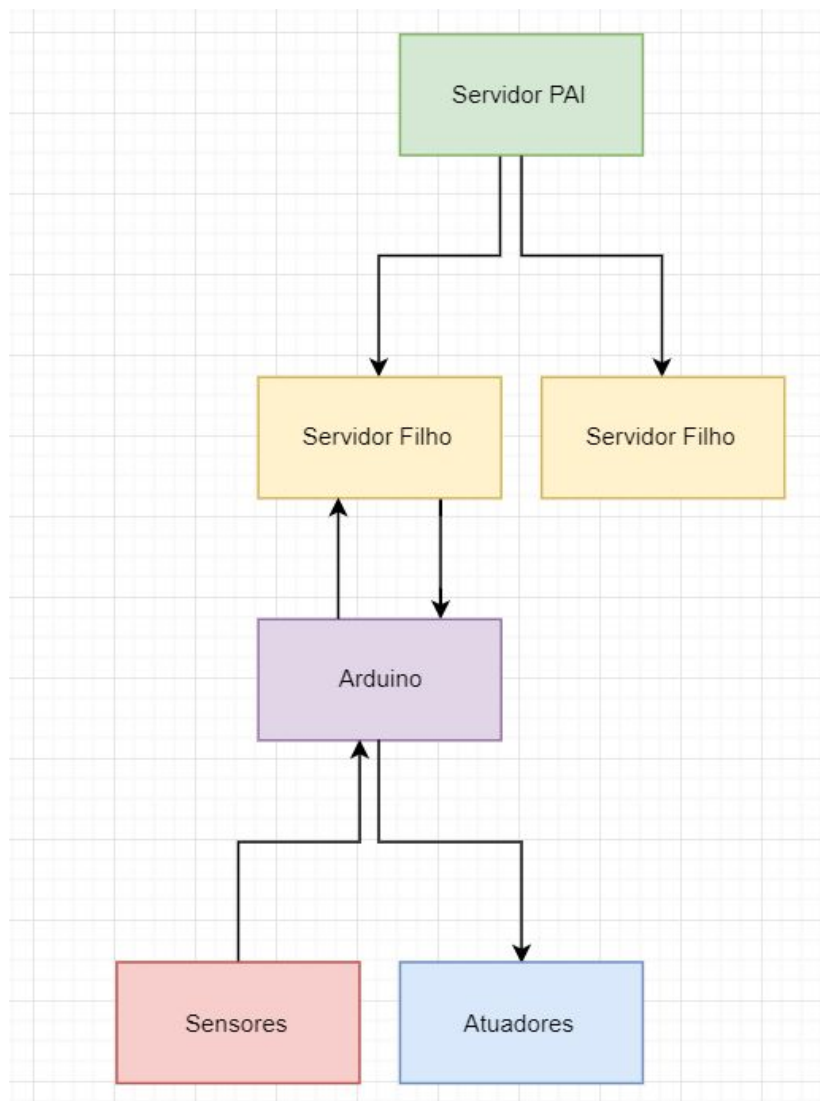 Servidor PAI
Servidor Filho
Servidor Filho
Arduino
Sensores
Atuadores